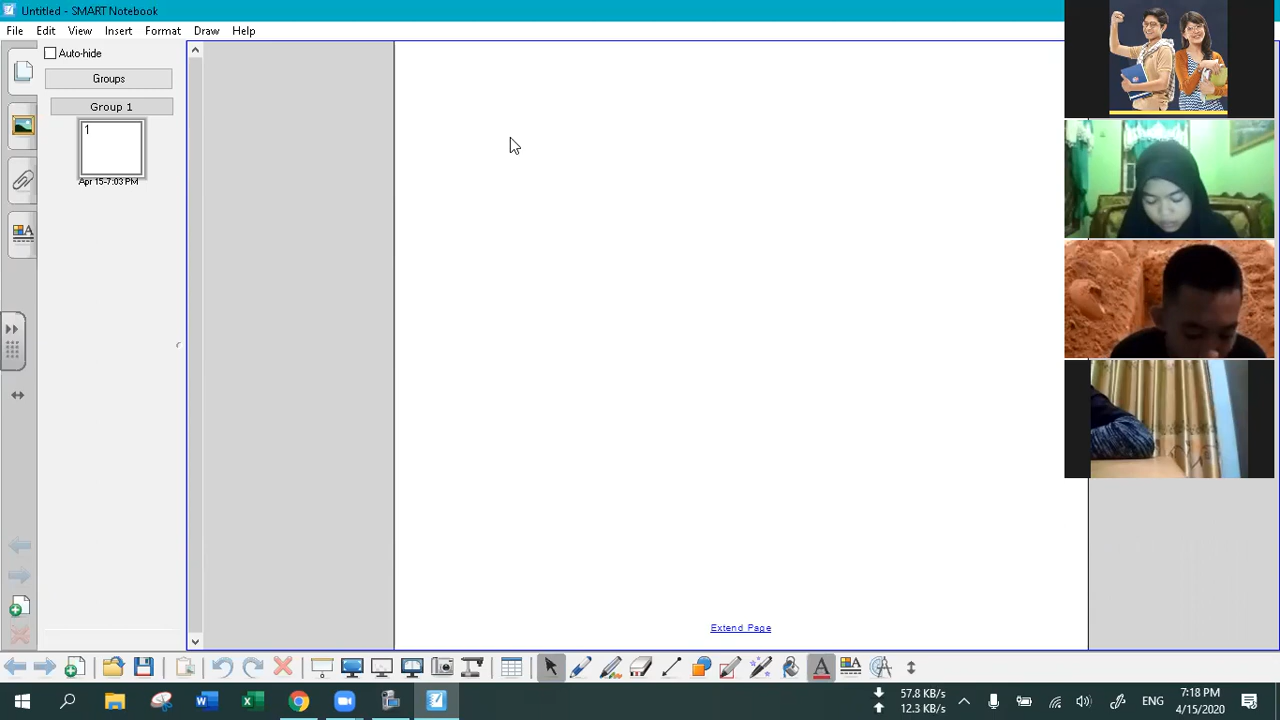 Untitled - SMART Notebook
File Edit View Insert Format Draw Help
Auto-hide
Groups
Group 1
1
Apr 15-7:03 PM
Extend Page
57.8 KB/s
12.3 KB/s
ENG
7:18 PM
4/15/2020